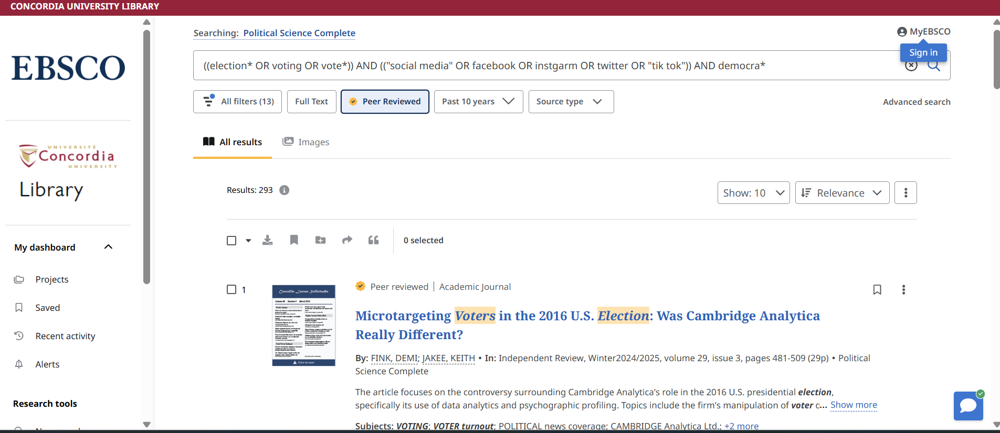 CONCORDIA UNIVERSITY LIBRARY
EBSCO
UNIVERSITÉ
Concordia
UNIVERSITY
Library
My dashboard
Projects
Saved
Recent activity
Alerts
Research tools
Searching: Political Science Complete
MyEBSCO
Sign in
((election* OR voting OR vote*)) AND (("social media" OR facebook OR instgarm OR twitter OR "tik tok")) AND democra*
All filters (13)
Full Text
Peer Reviewed
Past 10 years
Source type
Advanced search
All results
Images
Results: 293
Show: 10
Relevance
0 selected
1
Peer reviewed | Academic Journal
Microtargeting Voters in the 2016 U.S. Election: Was Cambridge Analytica
Really Different?
By: FINK, DEMI; JAKEE, KEITH • In: Independent Review, Winter2024/2025, volume 29, issue 3, pages 481-509 (29p) • Political
Science Complete
The article focuses on the controversy surrounding Cambridge Analytica's role in the 2016 U.S. presidential election,
specifically its use of data analytics and psychographic profiling. Topics include the firm's manipulation of voter ... Show more
Subjects: VOTING; VOTER turnout; POLITICAL news coverage; CAMBRIDGE Analytica Ltd.; +2 more